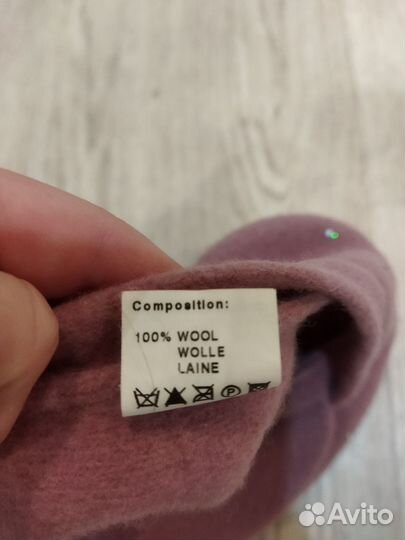 Composition:
100% WOOL
WOLLE
LAINE
P
Avito